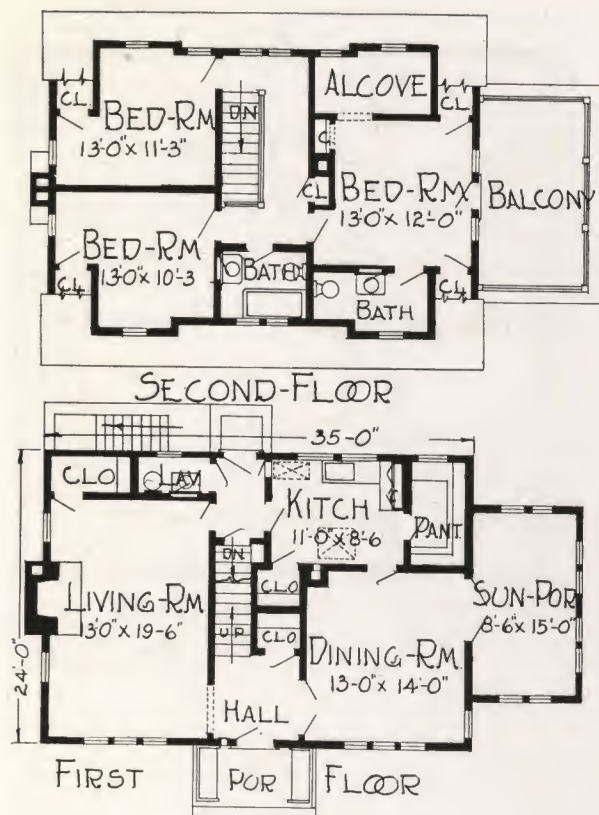 CL.
BED-RM
13'-0" x 11'-3"
DN
ALCOVE
CL.
C
CL
BED-RM
13'-0" x 12'-0"
BALCONY
BED-RM
13'-0" x 10'-3
CL
BATH
BATH
CL
SECOND-FLOOR
35'-0"
24'-0"
CLO
LAV
KITCH
11'-0" x 8'-6
C
PANT.
DN
LIVING-RM
13'0" x 19'-6"
CLO
UP
CLO
SUN-POR
8'-6" x 15'-0"
DINING-RM.
13'-0" x 14'-0"
HALL
FIRST
POR
FLOOR